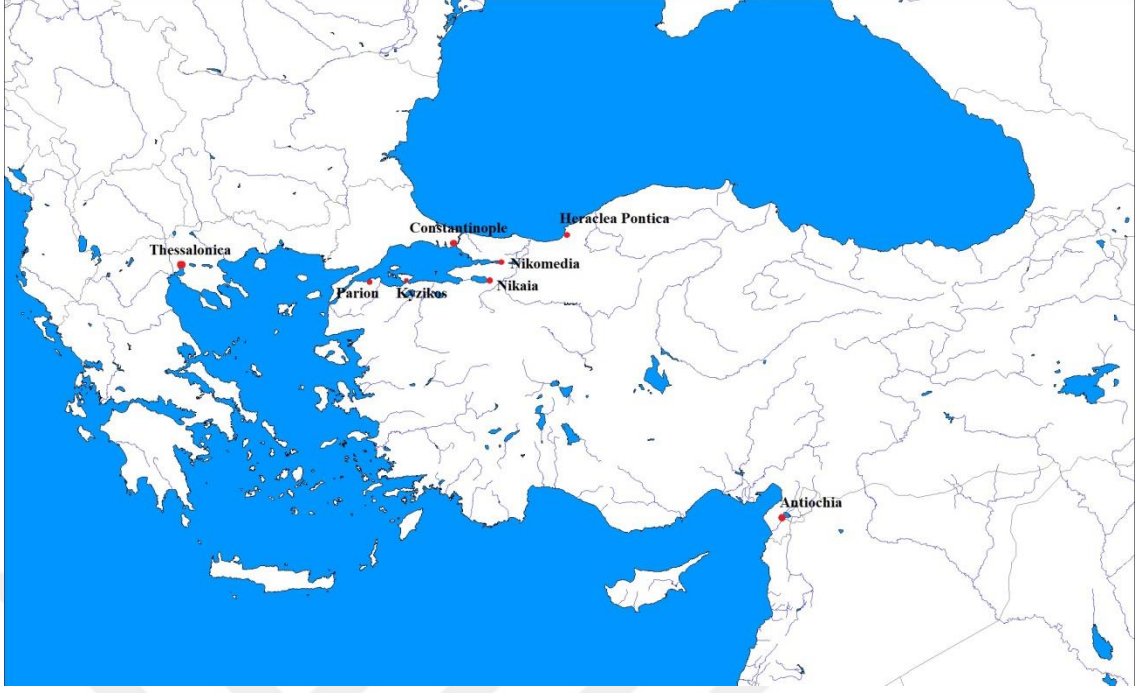 Heraclea Pontica
Constantinople
Thessalonica
Nikomedia
Nikaia
Parion
Kyzikos
Antiochia